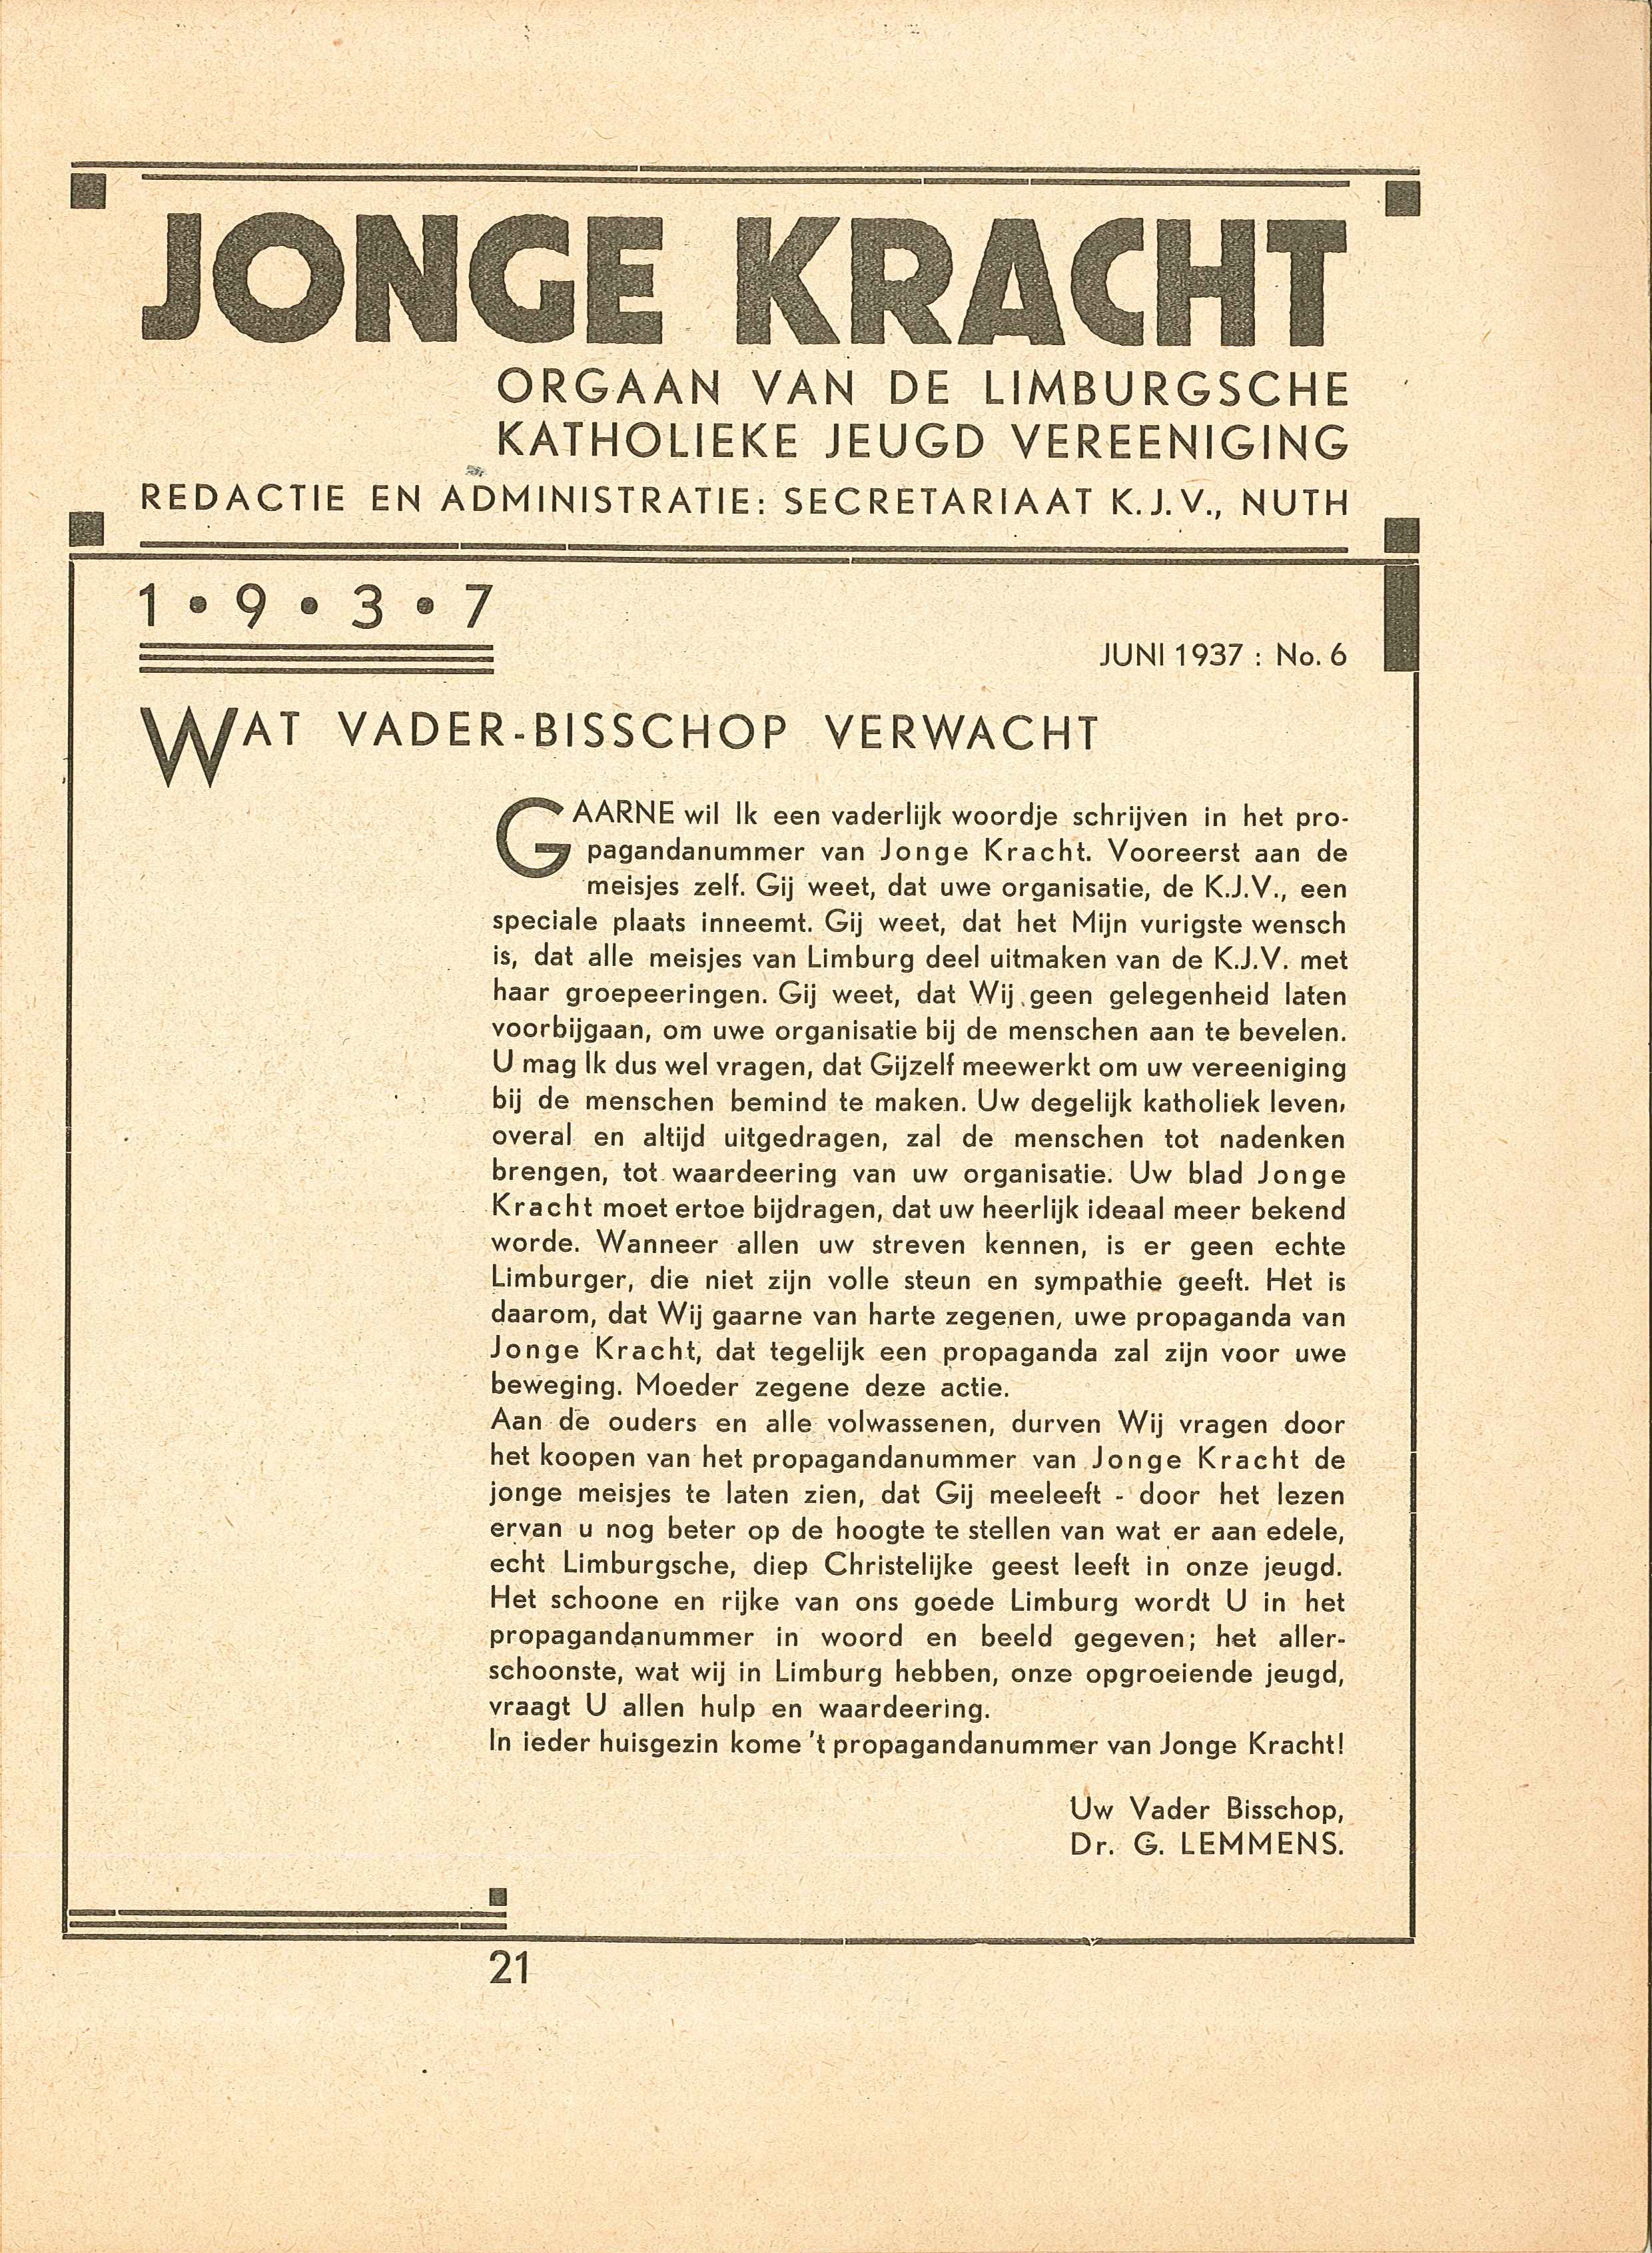 JONGE KRACHT
ORGAAN VAN DE LIMBURGSCHE
KATHOLIEKE JEUGD VEREENIGING
REDACTIE EN ADMINISTRATIE: SECRETARIAAT K.J.V., NUTH
1•9•3•7
JUNI 1937 : No. 6
WAT VADER-BISSCHOP VERWACHT
GAARNE wil Ik een vaderlijk woordje schrijven in het pro-
pagandanummer van Jonge Kracht. Vooreerst aan de
meisjes zelf. Gij weet, dat uwe organisatie, de K.J.V., een
speciale plaats inneemt. Gij weet, dat het Mijn vurigste wensch
is, dat alle meisjes van Limburg deel uitmaken van de K.J.V. met
haar groepeeringen. Gij weet, dat Wij geen gelegenheid laten
voorbijgaan, om uwe organisatie bij de menschen aan te bevelen.
U mag Ik dus wel vragen, dat Gijzelf meewerkt om uw vereeniging
bij de menschen bemind te maken. Uw degelijk katholiek leven,
overal en altijd uitgedragen, zal de menschen tot nadenken
brengen, tot waardeering van uw organisatie. Uw blad Jonge
Kracht moet ertoe bijdragen, dat uw heerlijk ideaal meer bekend
worde. Wanneer allen uw streven kennen, is er geen echte
Limburger, die niet zijn volle steun en sympathie geeft. Het is
daarom, dat Wij gaarne van harte zegenen, uwe propaganda van
Jonge Kracht, dat tegelijk een propaganda zal zijn voor uwe
beweging. Moeder zegene deze actie.
Aan de ouders en alle volwassenen, durven Wij vragen door
het koopen van het propagandanummer van Jonge Kracht de
jonge meisjes te laten zien, dat Gij meeleeft - door het lezen
ervan u nog beter op de hoogte te stellen van wat er aan edele,
echt Limburgsche, diep Christelijke geest leeft in onze jeugd.
Het schoone en rijke van ons goede Limburg wordt U in het
propagandanummer in woord en beeld gegeven; het aller-
schoonste, wat wij in Limburg hebben, onze opgroeiende jeugd,
vraagt U allen hulp en waardeering.
In ieder huisgezin kome 't propagandanummer van Jonge Kracht!
Uw Vader Bisschop,
Dr. G. LEMMENS.
21